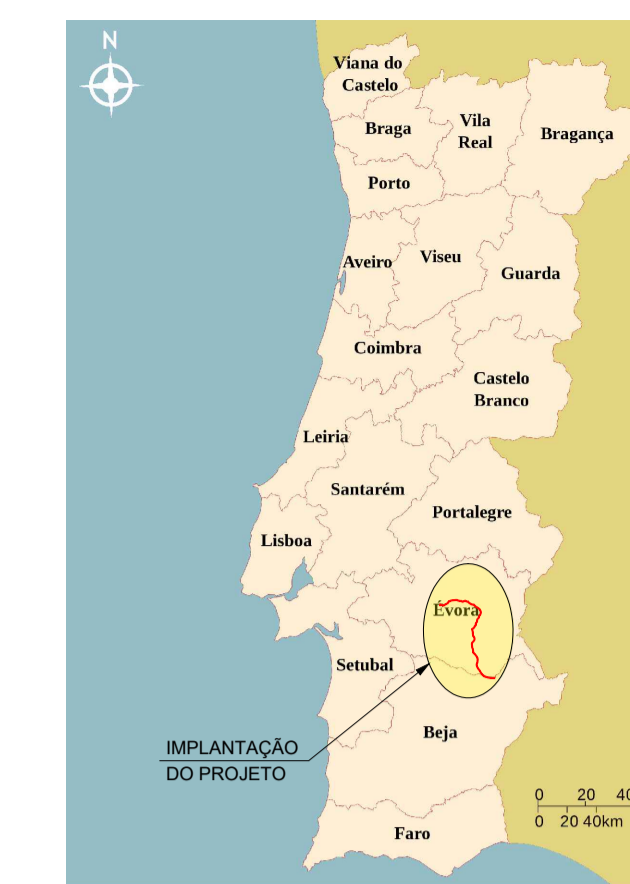 N
Viana do
Castelo
Braga
Vila
Real
Bragança
Porto
Aveiro
Viseu
Guarda
Coimbra
Castelo
Branco
Leiria
Santarém
Portalegre
Lisboa
Évora
Setubal
Beja
IMPLANTAÇÃO
DO PROJETO
0 20 40
0 20 40km
Faro